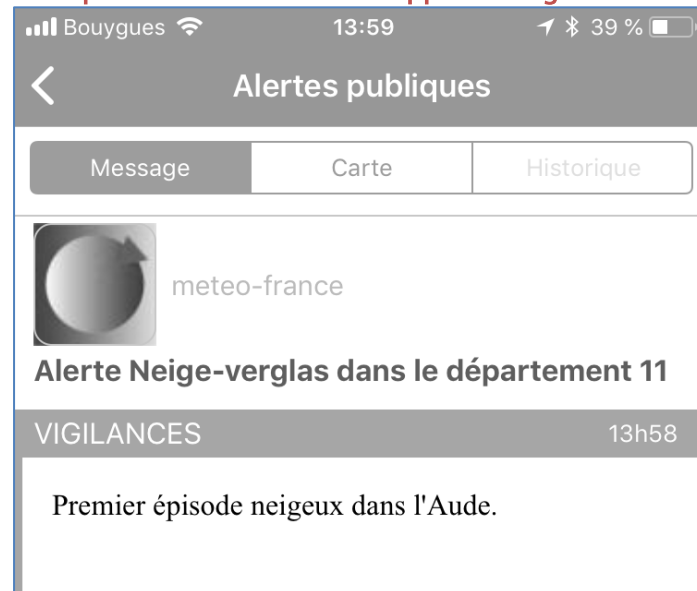 Bouygues 13:59 39 %
Alertes publiques
Message Carte Historique
meteo-france
Alerte Neige-verglas dans le département 11
VIGILANCES 13h58
Premier épisode neigeux dans l'Aude.